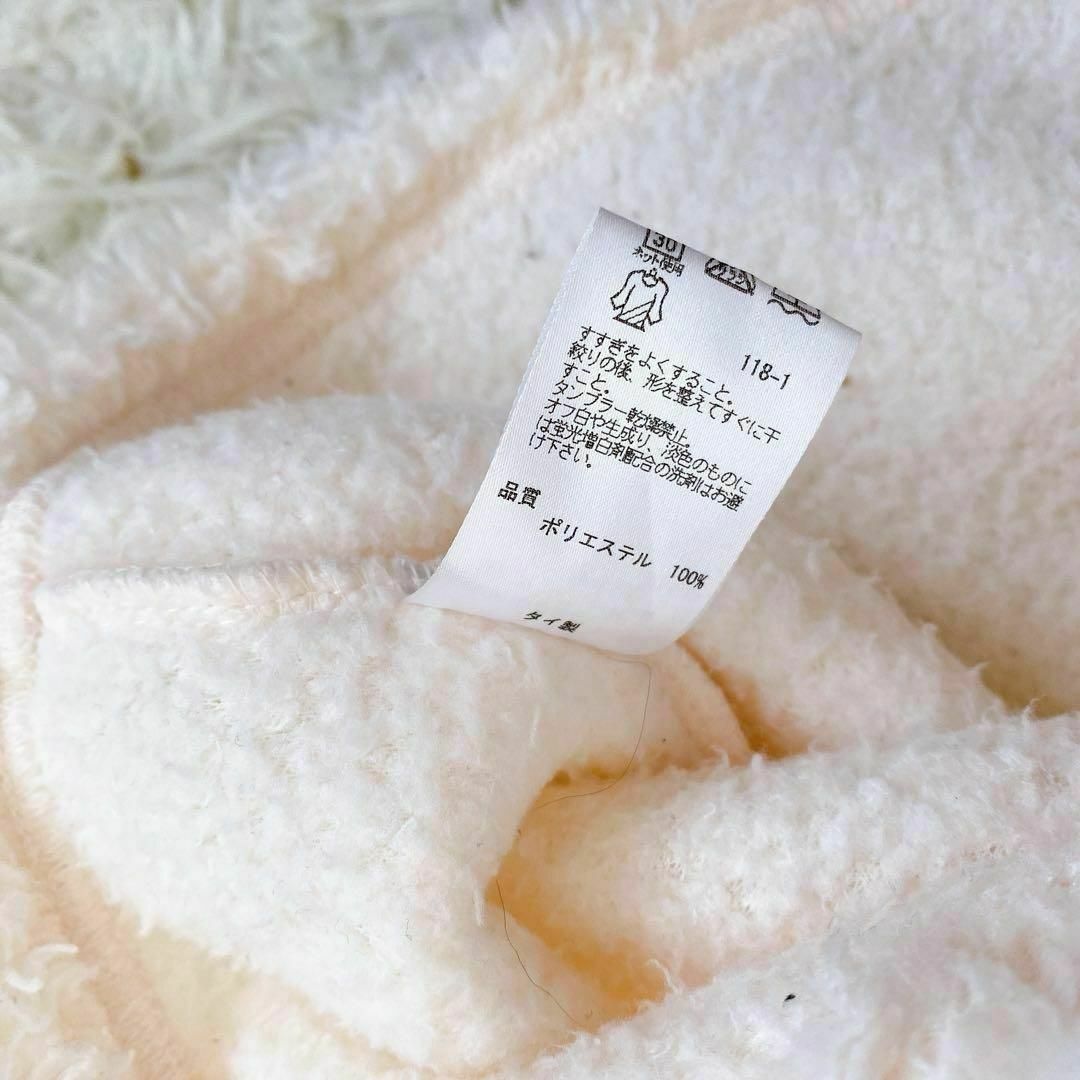 30
ネット使用
118-1
すすぎをよくすること。
絞りの後、形を整えてすぐに干
すこと。
タンブラー乾燥禁止。
オフ白や生成り、淡色のものに
は蛍光増白剤配合の洗剤はお避
け下さい。
品質
ポリエステル 100%
タイ製